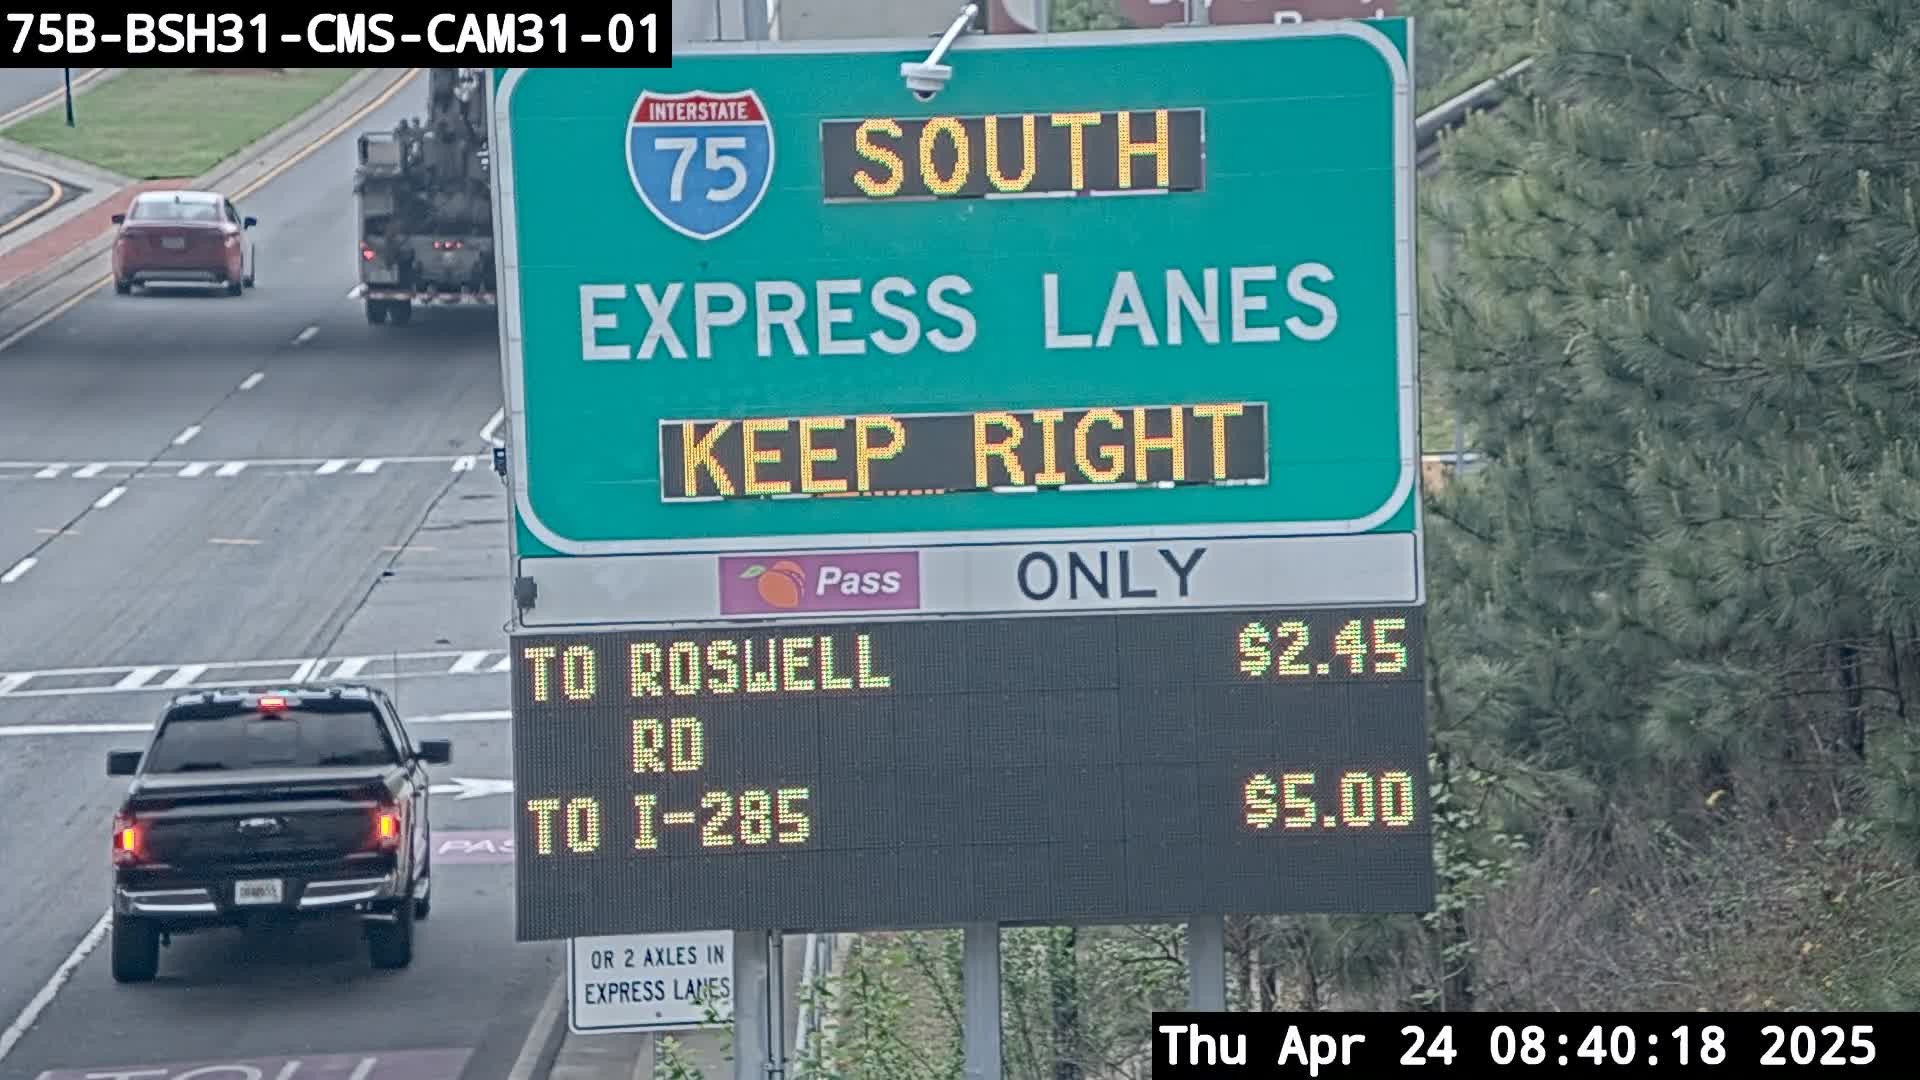 75B-BSH31-CMS-CAM31-01
INTERSTATE
75
SOUTH
EXPRESS LANES
KEEP RIGHT
Pass ONLY
TO ROSWELL $2.45
RD
TO I-285 $5.00
OR 2 AXLES IN
EXPRESS LANES
TOLL
Thu Apr 24 08:40:18 2025